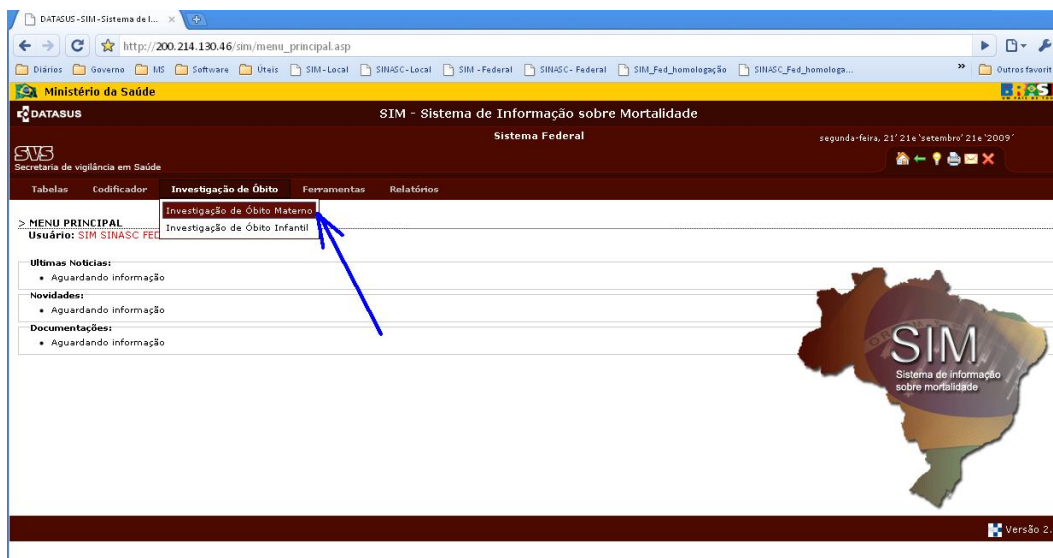 DATASUS -SIM -Sistema de I...
http://200.214.130.46/sim/menu_principal.asp
Diários Governo MS Software Úteis SIM-Local SINASC-Local SIM -Federal SINASC- Federal SIM_Fed_homologação SINASC_Fed_homologa... » Outros favorit
Ministério da Saúde
DATASUS SIM - Sistema de Informação sobre Mortalidade
Sistema Federal segunda-feira, 21' 21e 'setembro' 21e '2009'
SVS
Secretaria de vigilância em Saúde
Tabelas Codificador Investigação de Óbito Ferramentas Relatórios
Investigação de Óbito Materno
> MENU PRINCIPAL
Investigação de Óbito Infantil
Usuário: SIM SINASC FED
Ultimas Noticias:
• Aguardando informação
Novidades:
• Aguardando informação
Documentações:
• Aguardando informação
SIM
Sistema de informação
sobre mortalidade
Versão 2.